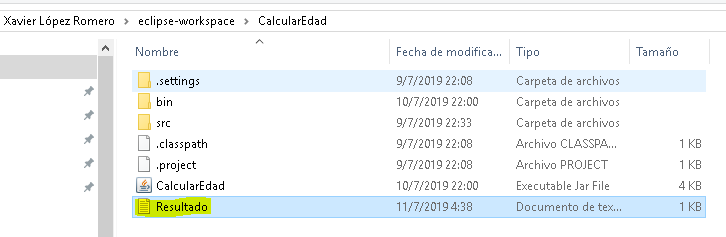 Xavier López Romero > eclipse-workspace > CalcularEdad
Nombre Fecha de modifica... Tipo Tamaño
.settings 9/7/2019 22:08 Carpeta de archivos
bin 10/7/2019 22:00 Carpeta de archivos
src 9/7/2019 22:33 Carpeta de archivos
.classpath 9/7/2019 22:08 Archivo CLASSPA... 1 KB
.project 9/7/2019 22:08 Archivo PROJECT 1 KB
CalcularEdad 10/7/2019 22:00 Executable Jar File 4 KB
Resultado 11/7/2019 4:38 Documento de tex... 1 KB